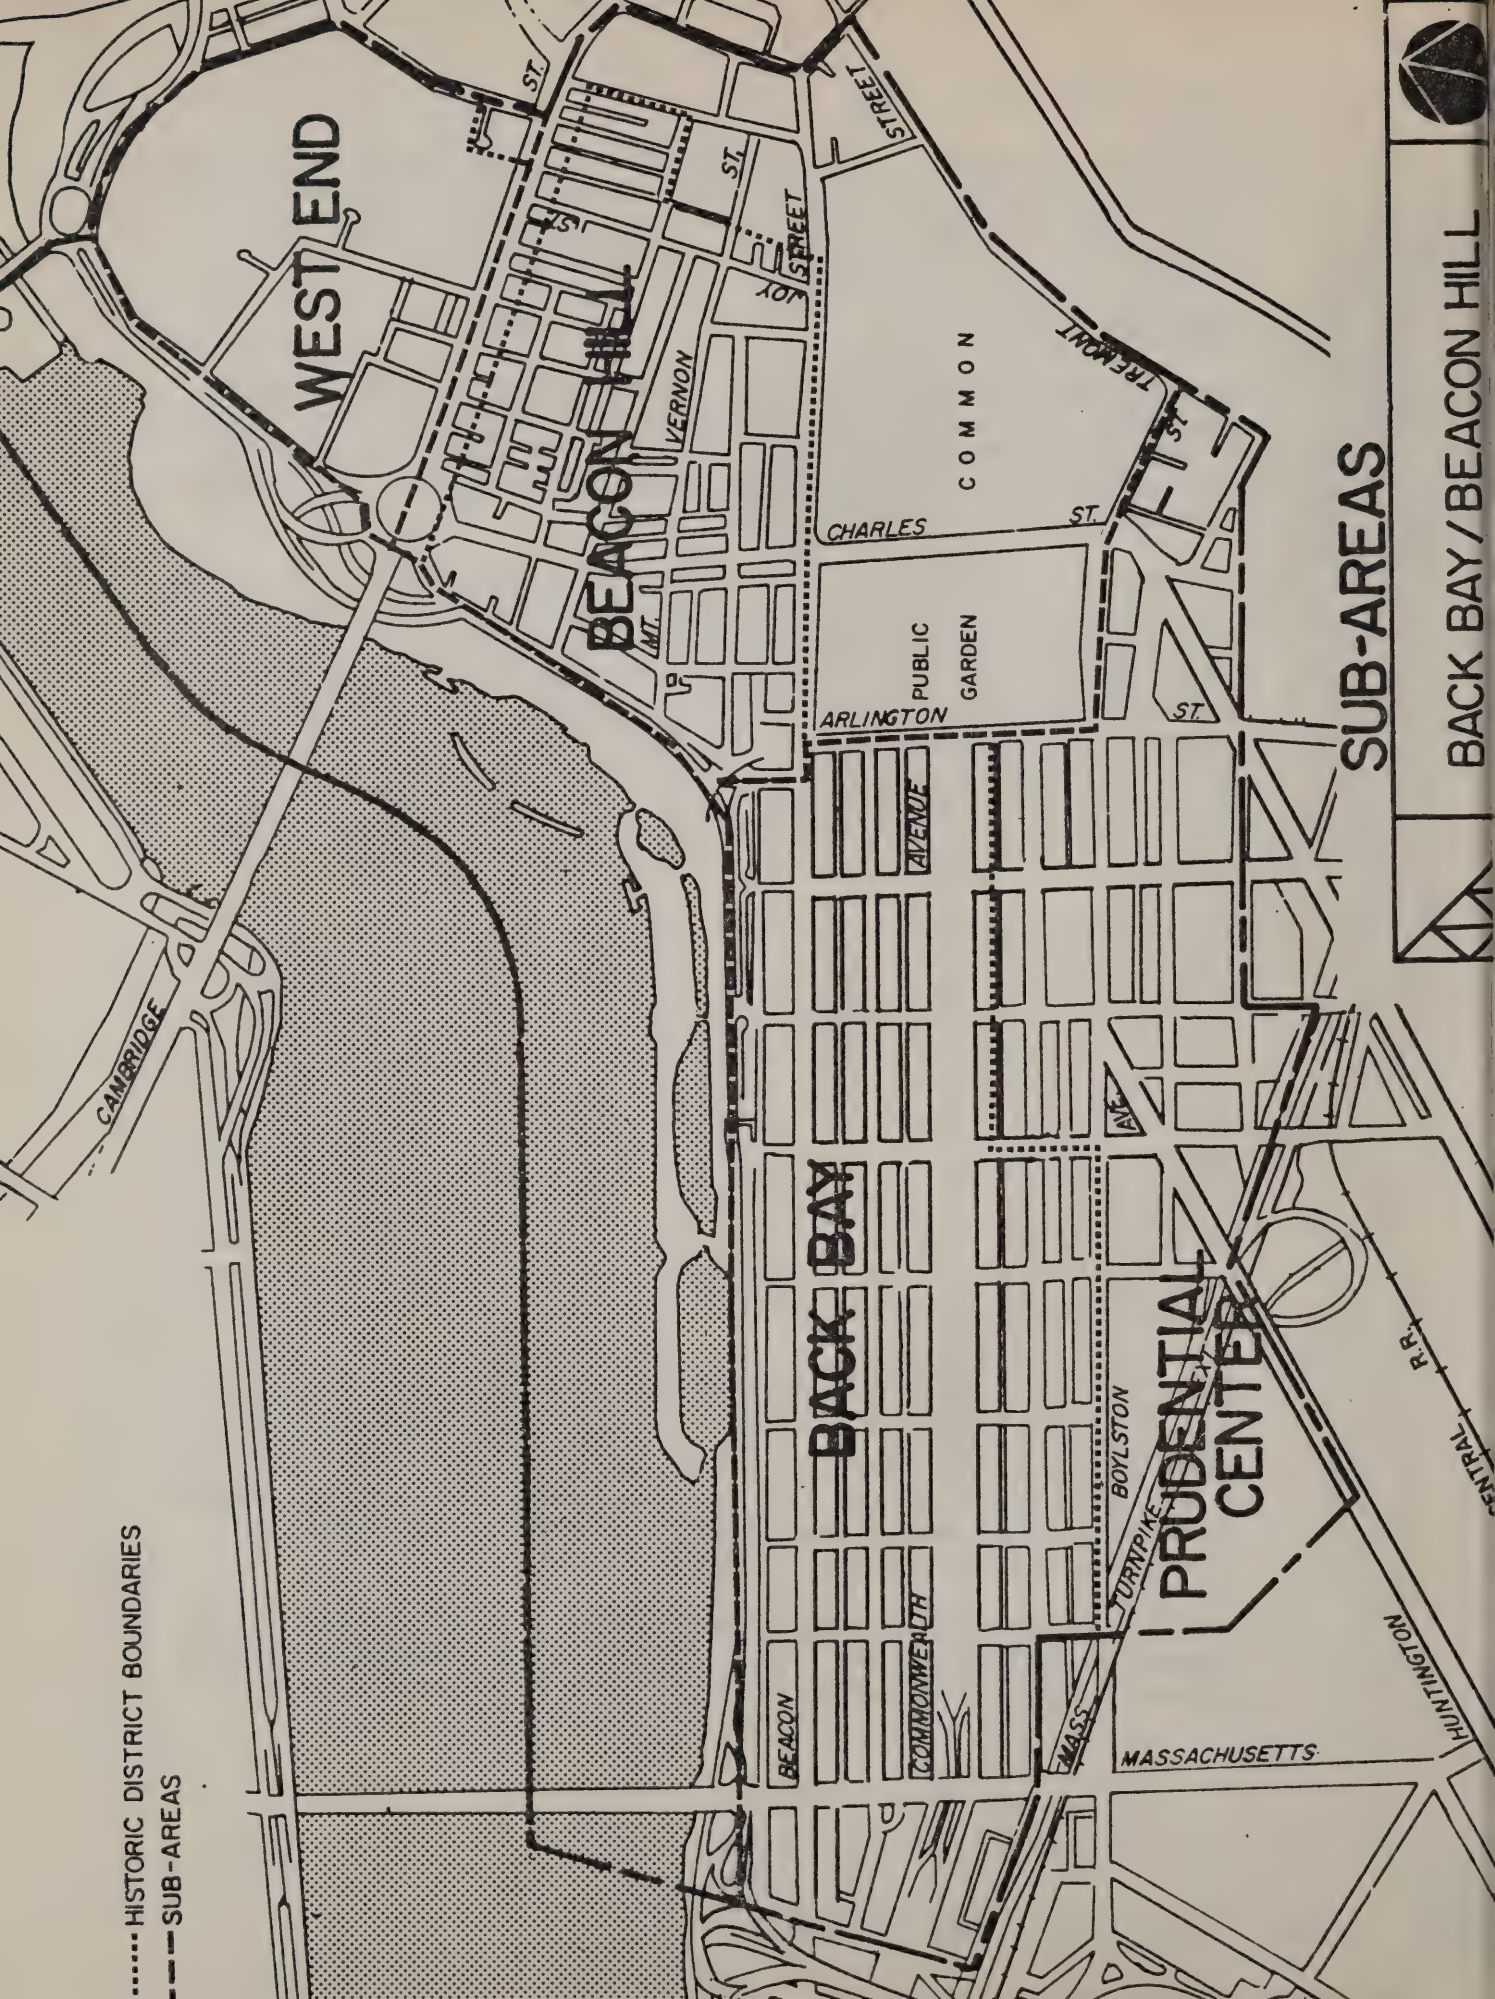 HISTORIC DISTRICT BOUNDARIES
SUB-AREAS
WEST END
ST.
BEACON HILL
ST.
ST.
STREET
STREET
JOY
VERNON
MT.
TREMONT
ST
COMMON
CHARLES ST.
PUBLIC
GARDEN
ARLINGTON
ST.
AVENUE
CAMBRIDGE
BACK BAY
AVE.
PRUDENTIAL
CENTER
BOYLSTON
TURNPIKE
MASS
BEACON
COMMONWEALTH
MASSACHUSETTS
HUNTINGTON
R.R.
CENTRAL
SUB-AREAS
BACK BAY/BEACON HILL